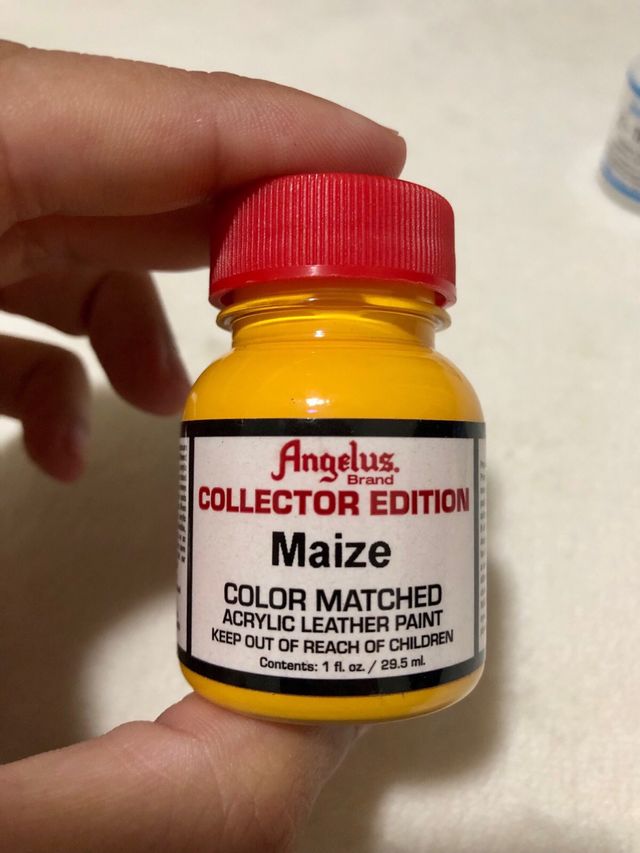 Angelus.
Brand
COLLECTOR EDITION
Maize
COLOR MATCHED
ACRYLIC LEATHER PAINT
KEEP OUT OF REACH OF CHILDREN
Contents: 1 fl. oz. / 29.5 ml.